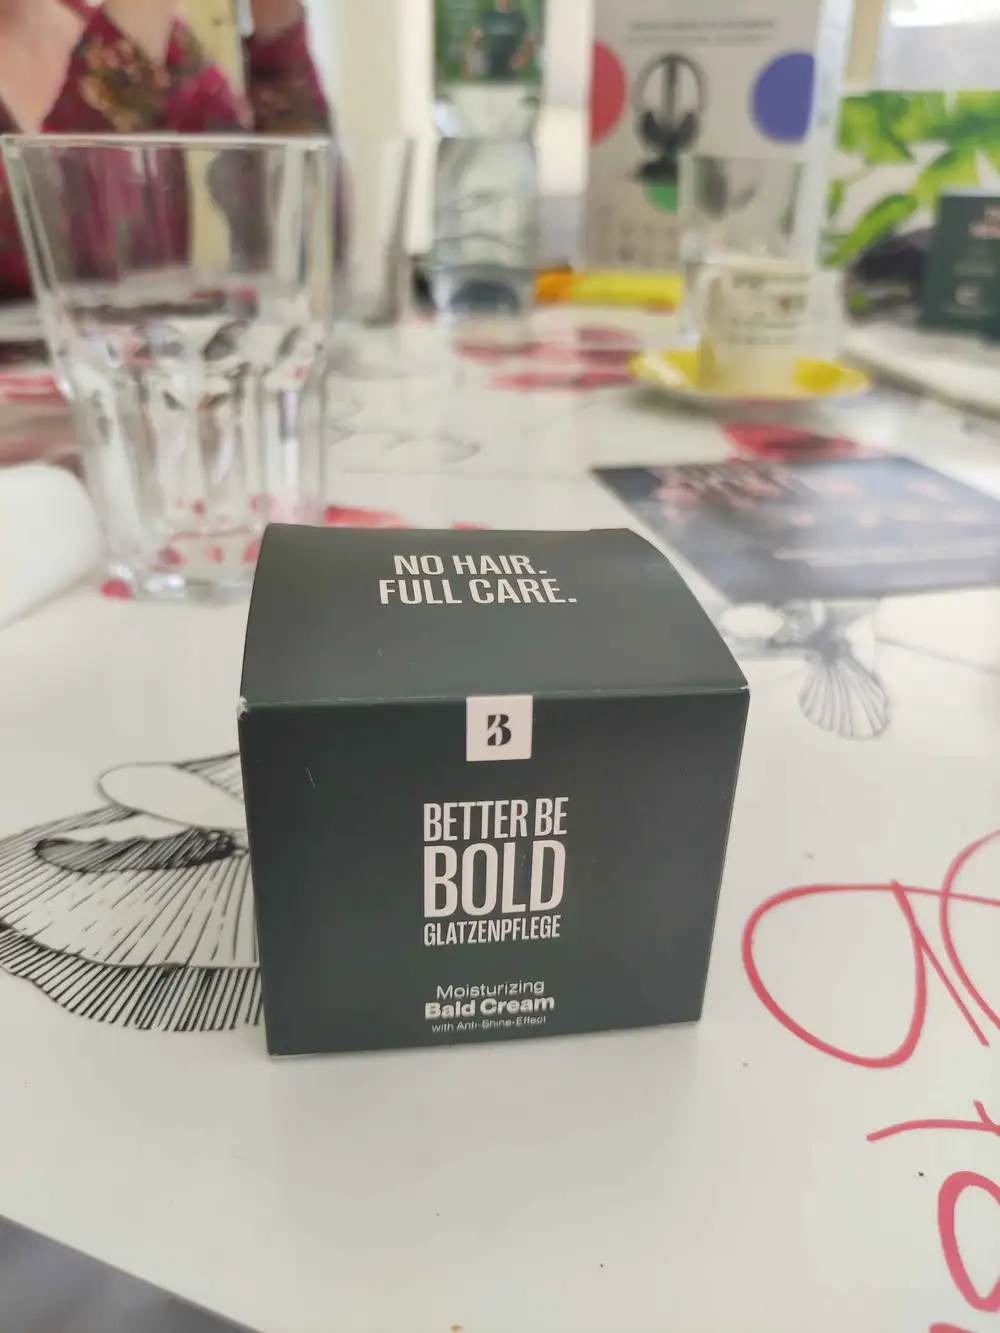 NO HAIR.
FULL CARE.
B
BETTER BE
BOLD
GLATZENPFLEGE
Moisturizing
Bald Cream
with Anti-Shine-Effect